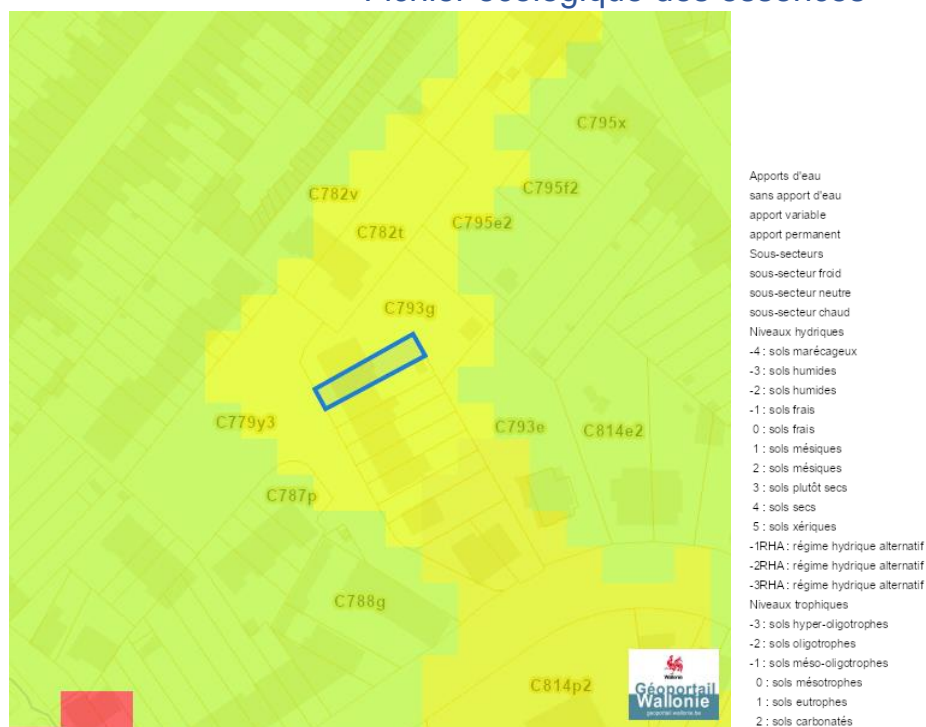 Fichier écologique des essences
C795x
C782v
C795f2
C795e2
C782t
C793g
C779y3
C793e
C814e2
C787p
C788g
C814p2
Wallonie
Géoportail
Wallonie
geoportail.wallonie.be
Apports d'eau
sans apport d'eau
apport variable
apport permanent
Sous-secteurs
sous-secteur froid
sous-secteur neutre
sous-secteur chaud
Niveaux hydriques
-4 : sols marécageux
-3 : sols humides
-2 : sols humides
-1 : sols frais
0 : sols frais
1 : sols mésiques
2 : sols mésiques
3 : sols plutôt secs
4 : sols secs
5 : sols xériques
-1RHA : régime hydrique alternatif
-2RHA : régime hydrique alternatif
-3RHA : régime hydrique alternatif
Niveaux trophiques
-3 : sols hyper-oligotrophes
-2 : sols oligotrophes
-1 : sols méso-oligotrophes
0 : sols mésotrophes
1 : sols eutrophes
2 : sols carbonatés